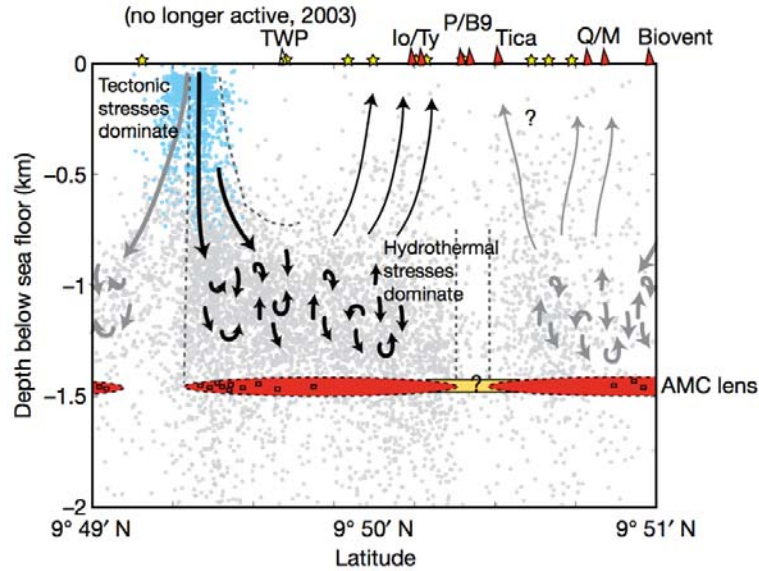 (no longer active, 2003)
TWP
Io/Ty
P/B9
Tica
Q/M
Biovent
Tectonic
stresses
dominate
?
Hydrothermal
stresses
dominate
?
AMC lens
0
−0.5
−1
−1.5
−2
Depth below sea floor (km)
9° 49′ N
9° 50′ N
9° 51′ N
Latitude